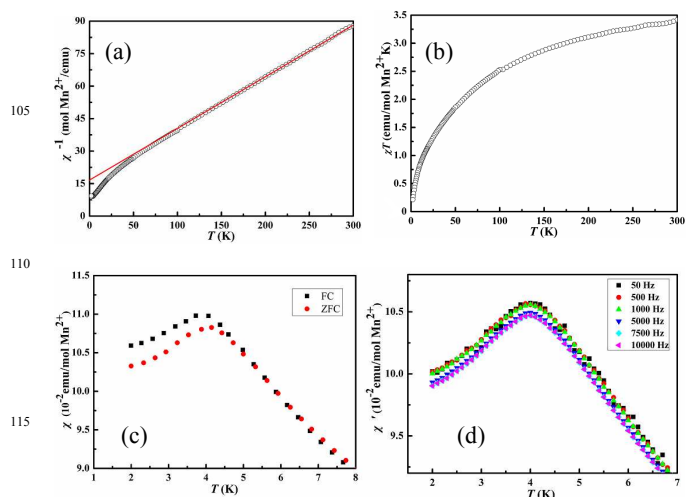 (a)
χ⁻¹ (mol Mn²⁺/emu)
90
75
60
45
30
15
0
0 50 100 150 200 250 300
T (K)
(b)
χT (emu/mol Mn²⁺K)
3.5
3.0
2.5
2.0
1.5
1.0
0.5
0.0
0 50 100 150 200 250 300
T (K)
105
110
(c)
FC
ZFC
χ (10⁻²emu/mol Mn²⁺)
11.5
11.0
10.5
10.0
9.5
9.0
1 2 3 4 5 6 7 8
T (K)
(d)
50 Hz
500 Hz
1000 Hz
5000 Hz
7500 Hz
10000 Hz
χ' (10⁻²emu/mol Mn²⁺)
10.5
10.0
9.5
1 2 3 4 5 6 7
T (K)
115